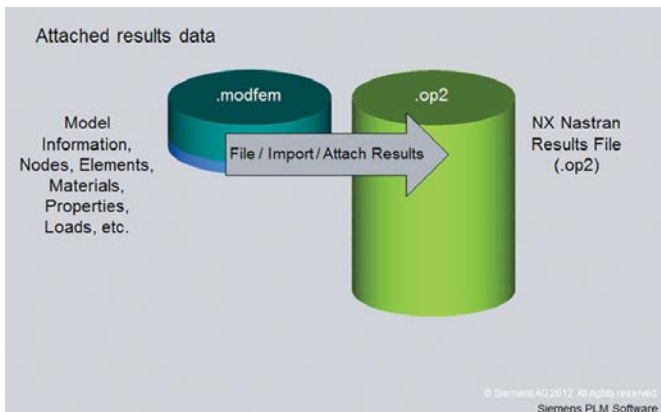 Attached results data
.modfem
.op2
Model
Information,
Nodes, Elements,
Materials,
Properties,
Loads, etc.
File / Import / Attach Results
NX Nastran
Results File
(.op2)
© Siemens AG 2012. All rights reserved.
Siemens PLM Software